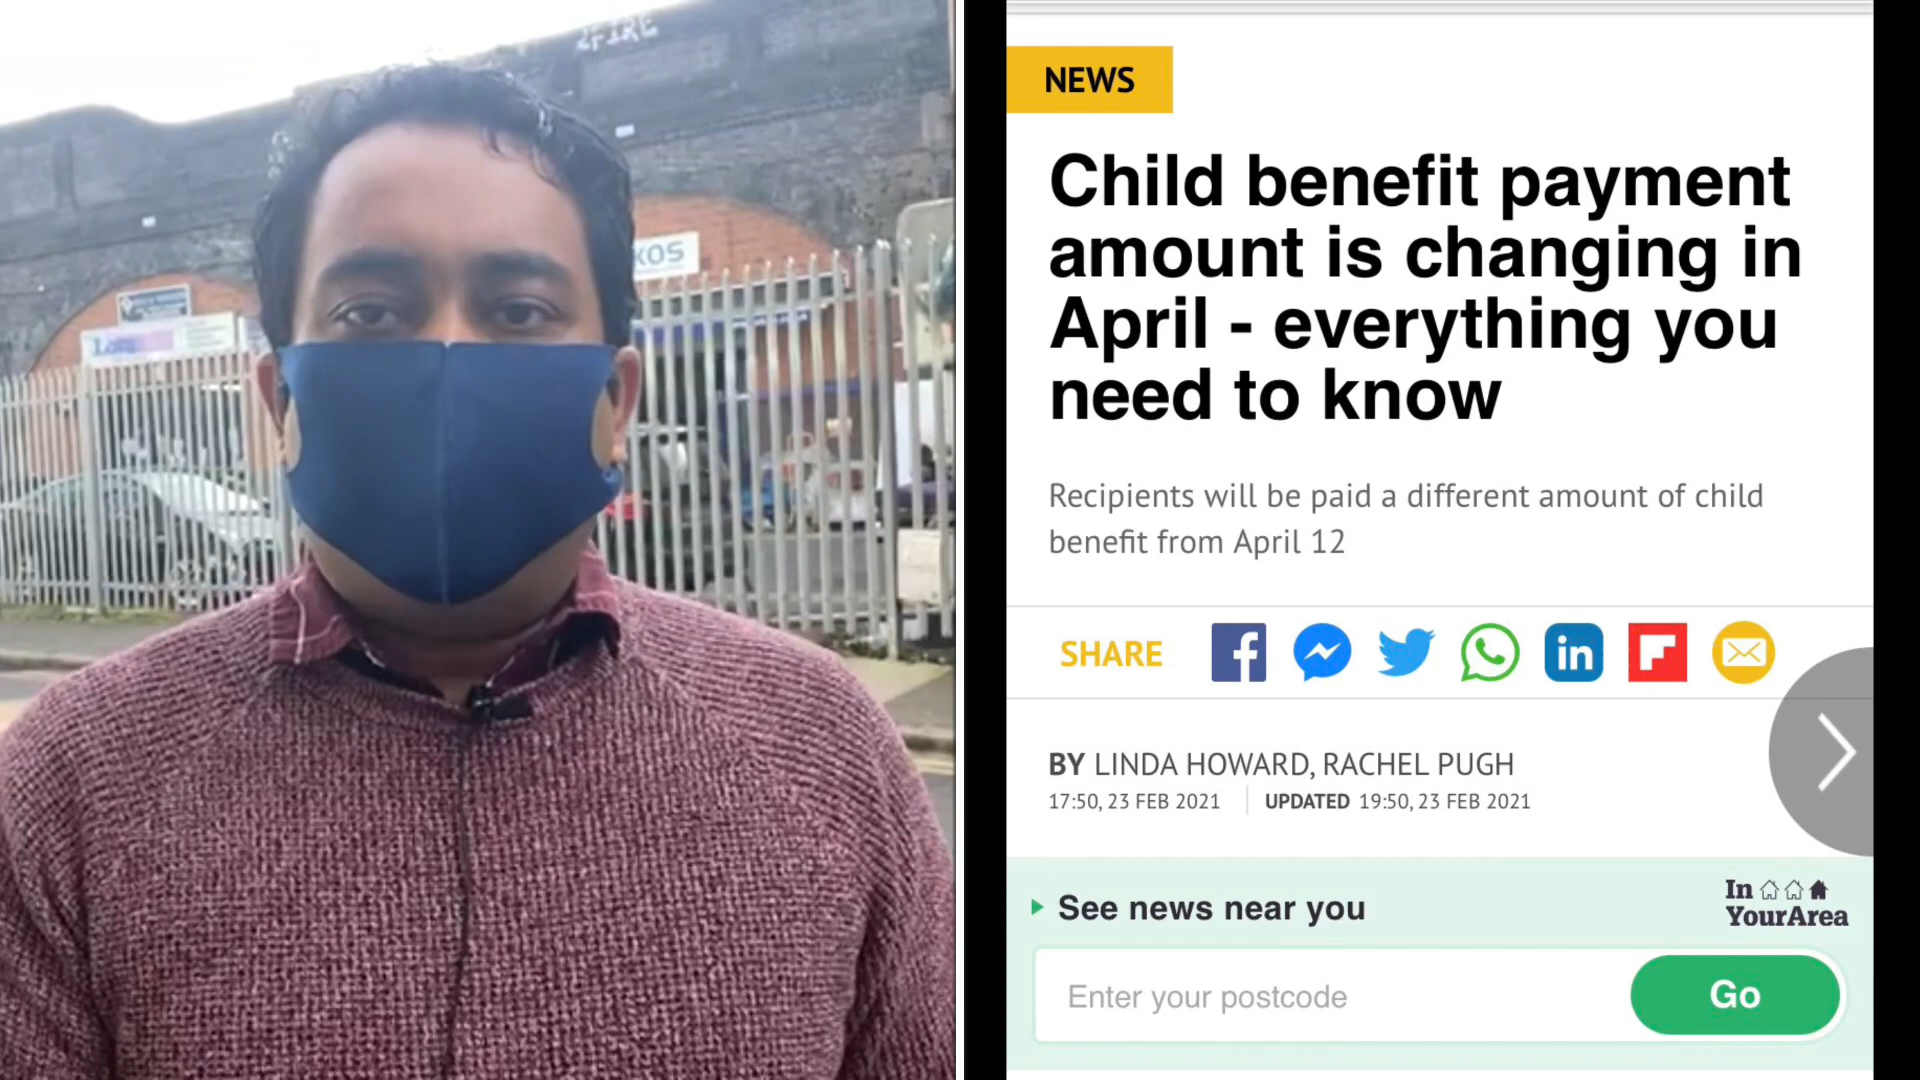 KOS
NEWS
Child benefit payment
amount is changing in
April - everything you
need to know
Recipients will be paid a different amount of child
benefit from April 12
SHARE
BY LINDA HOWARD, RACHEL PUGH
17:50, 23 FEB 2021 UPDATED 19:50, 23 FEB 2021
See news near you
In
YourArea
Enter your postcode
Go